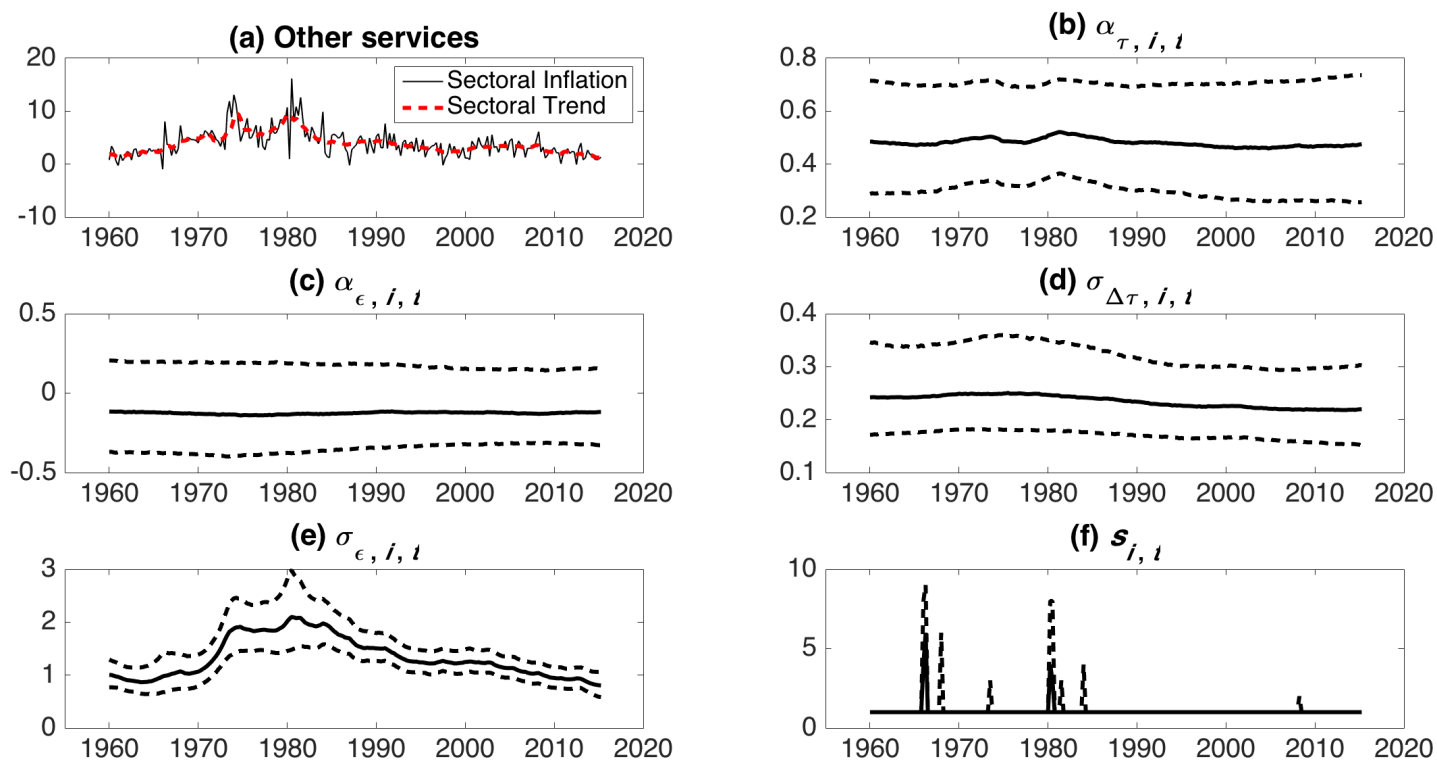 (a) Other services
20
10
0
-10
Sectoral Inflation
Sectoral Trend
1960 1970 1980 1990 2000 2010 2020
(b) α τ, i, t
0.8
0.6
0.4
0.2
1960 1970 1980 1990 2000 2010 2020
(c) α ϵ, i, t
0.5
0
-0.5
1960 1970 1980 1990 2000 2010 2020
(d) σ Δτ, i, t
0.4
0.3
0.2
0.1
1960 1970 1980 1990 2000 2010 2020
(e) σ ϵ, i, t
3
2
1
0
1960 1970 1980 1990 2000 2010 2020
(f) s i, t
10
5
0
1960 1970 1980 1990 2000 2010 2020